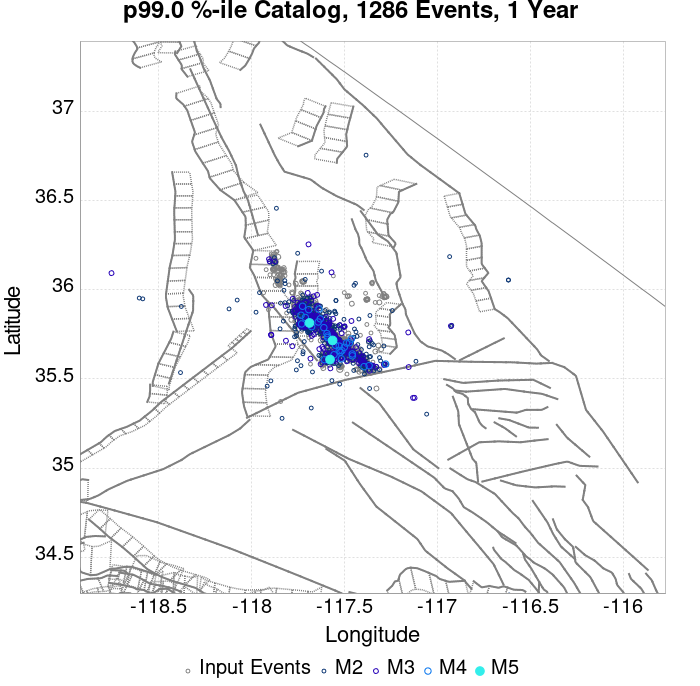 p99.0 %-ile Catalog, 1286 Events, 1 Year
37
36.5
36
35.5
35
34.5
Latitude
-118.5 -118 -117.5 -117 -116.5 -116
Longitude
Input Events M2 M3 M4 M5